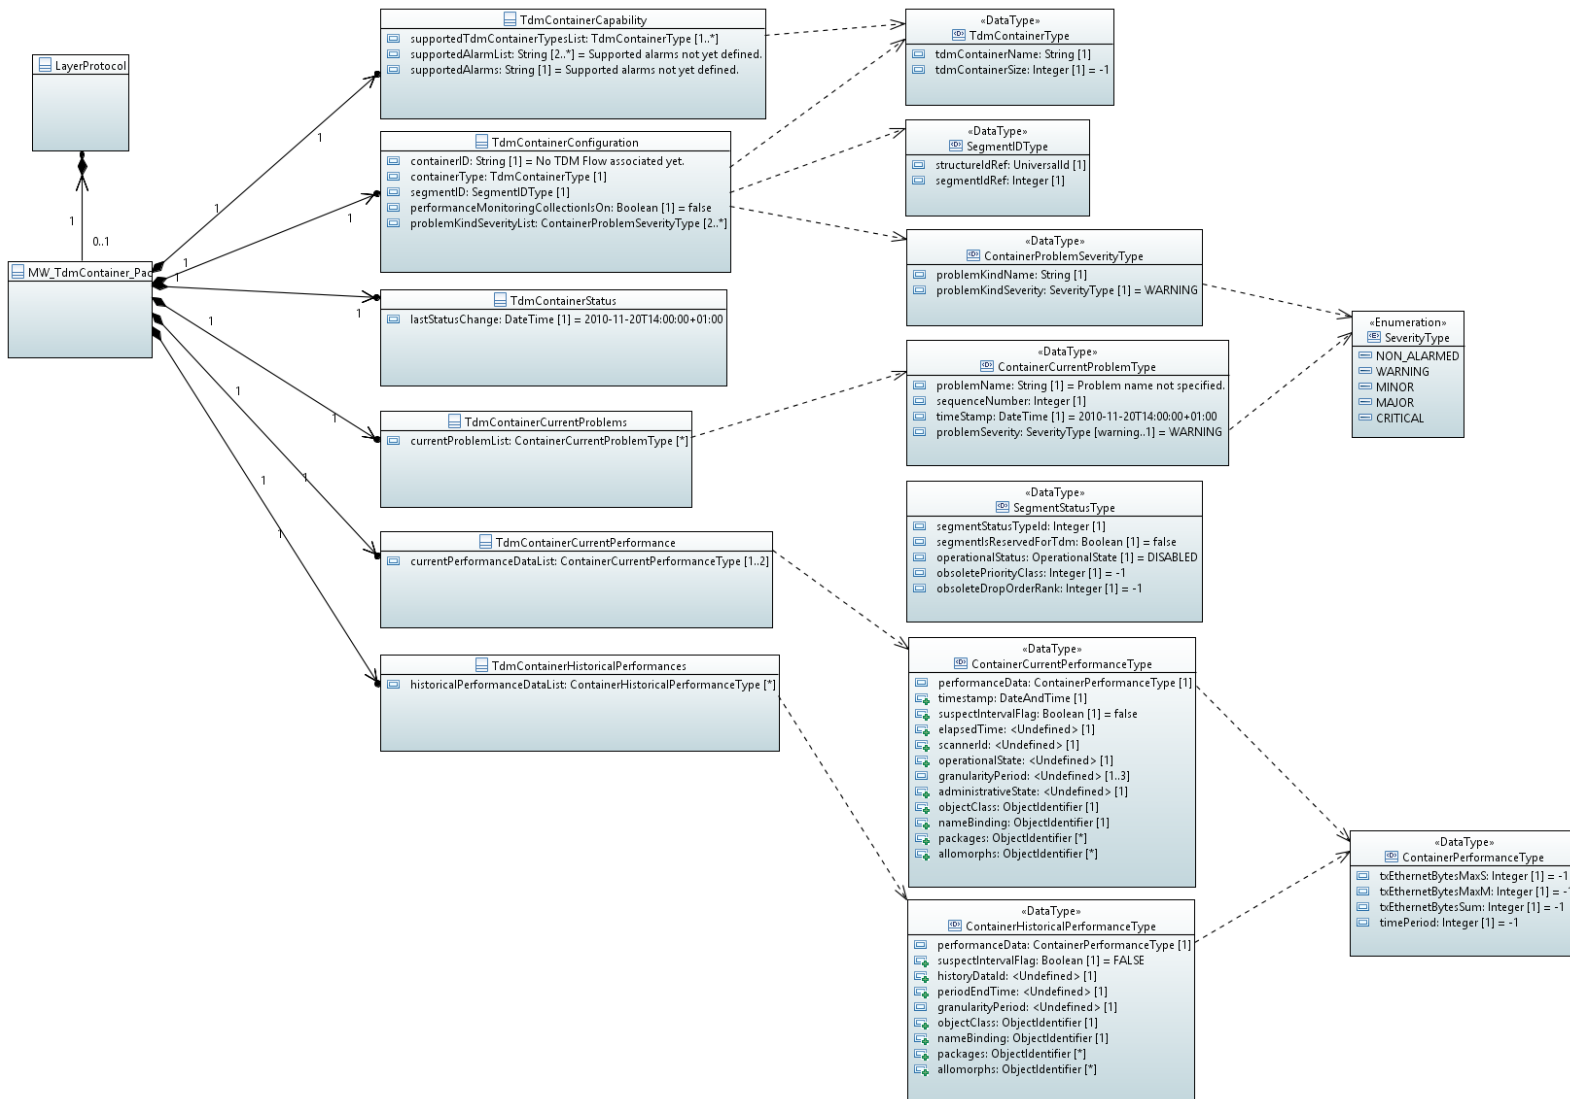 LayerProtocol
1
0..1
MW_TdmContainer_Pac
1
1
1
1
1
1
1
1
1
1
1
1
TdmContainerCapability
supportedTdmContainerTypesList: TdmContainerType [1..*]
supportedAlarmList: String [2..*] = Supported alarms not yet defined.
supportedAlarms: String [1] = Supported alarms not yet defined.
TdmContainerConfiguration
containerID: String [1] = No TDM Flow associated yet.
containerType: TdmContainerType [1]
segmentID: SegmentIDType [1]
performanceMonitoringCollectionIsOn: Boolean [1] = false
problemKindSeverityList: ContainerProblemSeverityType [2..*]
TdmContainerStatus
lastStatusChange: DateTime [1] = 2010-11-20T14:00:00+01:00
TdmContainerCurrentProblems
currentProblemList: ContainerCurrentProblemType [*]
TdmContainerCurrentPerformance
currentPerformanceDataList: ContainerCurrentPerformanceType [1..2]
TdmContainerHistoricalPerformances
historicalPerformanceDataList: ContainerHistoricalPerformanceType [*]
«DataType»
TdmContainerType
tdmContainerName: String [1]
tdmContainerSize: Integer [1] = -1
«DataType»
SegmentIDType
structureIdRef: UniversalId [1]
segmentIdRef: Integer [1]
«DataType»
ContainerProblemSeverityType
problemKindName: String [1]
problemKindSeverity: SeverityType [1] = WARNING
«DataType»
ContainerCurrentProblemType
problemName: String [1] = Problem name not specified.
sequenceNumber: Integer [1]
timeStamp: DateTime [1] = 2010-11-20T14:00:00+01:00
problemSeverity: SeverityType [warning..1] = WARNING
«DataType»
SegmentStatusType
segmentStatusTypeId: Integer [1]
segmentIsReservedForTdm: Boolean [1] = false
operationalStatus: OperationalState [1] = DISABLED
obsoletePriorityClass: Integer [1] = -1
obsoleteDropOrderRank: Integer [1] = -1
«DataType»
ContainerCurrentPerformanceType
performanceData: ContainerPerformanceType [1]
timestamp: DateAndTime [1]
suspectIntervalFlag: Boolean [1] = false
elapsedTime: <Undefined> [1]
scannerId: <Undefined> [1]
operationalState: <Undefined> [1]
granularityPeriod: <Undefined> [1..3]
administrativeState: <Undefined> [1]
objectClass: ObjectIdentifier [1]
nameBinding: ObjectIdentifier [1]
packages: ObjectIdentifier [*]
allomorphs: ObjectIdentifier [*]
«DataType»
ContainerHistoricalPerformanceType
performanceData: ContainerPerformanceType [1]
suspectIntervalFlag: Boolean [1] = FALSE
historyDataId: <Undefined> [1]
periodEndTime: <Undefined> [1]
granularityPeriod: <Undefined> [1]
objectClass: ObjectIdentifier [1]
nameBinding: ObjectIdentifier [1]
packages: ObjectIdentifier [*]
allomorphs: ObjectIdentifier [*]
«Enumeration»
SeverityType
NON_ALARMED
WARNING
MINOR
MAJOR
CRITICAL
«DataType»
ContainerPerformanceType
txEthernetBytesMaxS: Integer [1] = -1
txEthernetBytesMaxM: Integer [1] = -1
txEthernetBytesSum: Integer [1] = -1
timePeriod: Integer [1] = -1